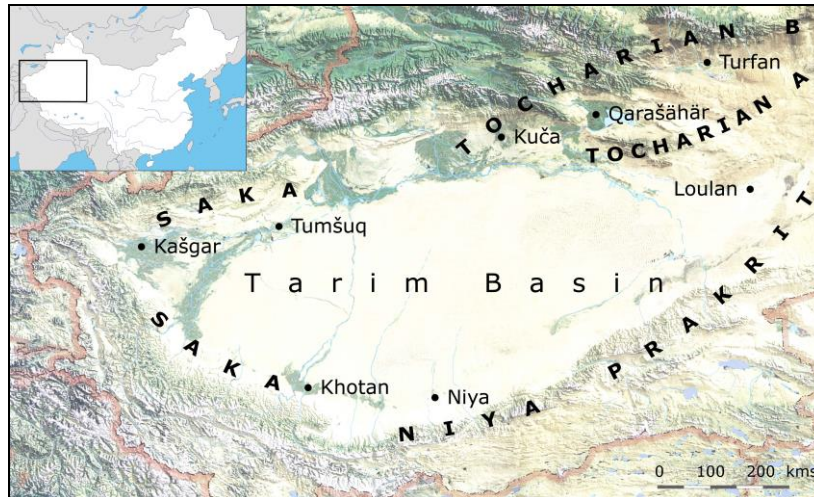 TOCHARIAN B
Turfan
Qarašähär
Kuča
TOCHARIAN A
SAKA
Loulan
Tumšuq
Kašgar
Tarim Basin
SAKA
Khotan
Niya
NIYA PRAKRIT
0 100 200 kms